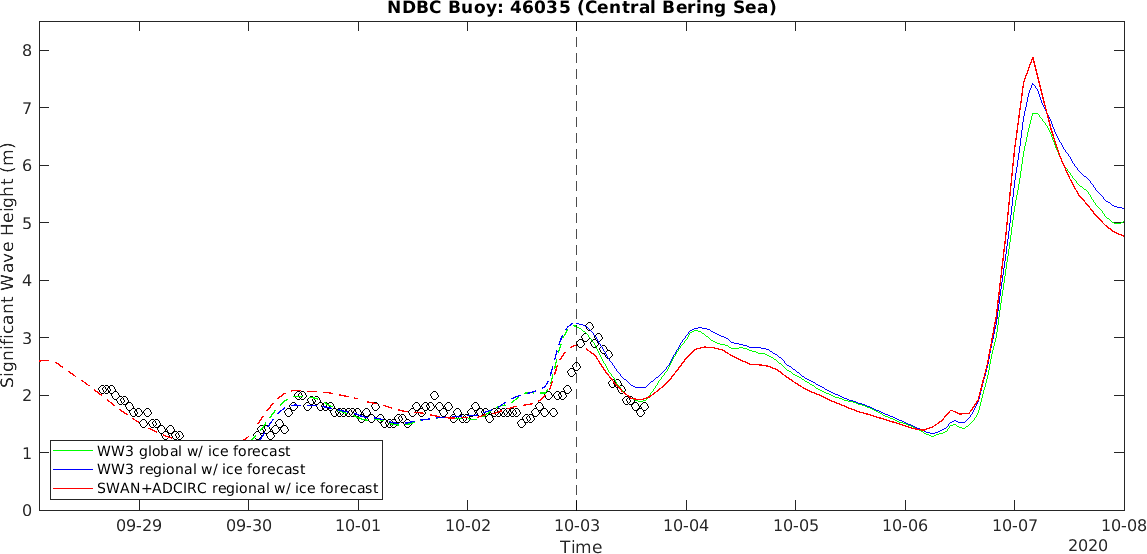 NDBC Buoy: 46035 (Central Bering Sea)
8
7
6
5
4
3
2
1
0
Significant Wave Height (m)
WW3 global w/ ice forecast
WW3 regional w/ ice forecast
SWAN+ADCIRC regional w/ ice forecast
09-29 09-30 10-01 10-02 10-03 10-04 10-05 10-06 10-07 10-08
Time
2020